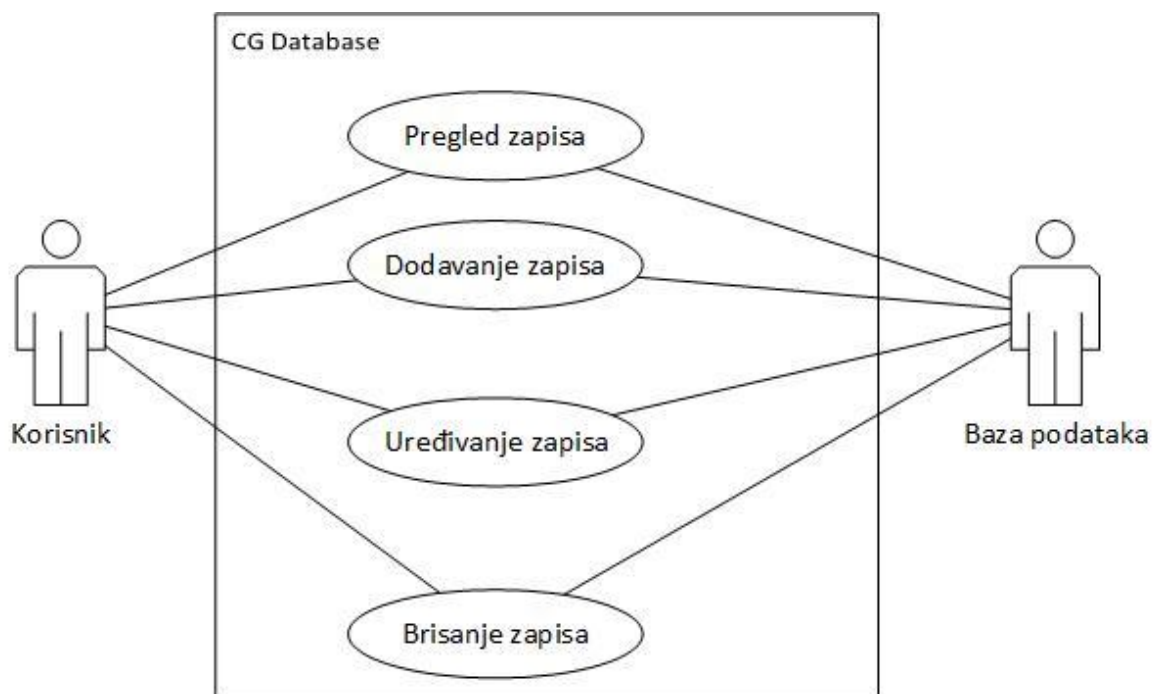 CG Database
Pregled zapisa
Dodavanje zapisa
Uređivanje zapisa
Brisanje zapisa
Korisnik
Baza podataka